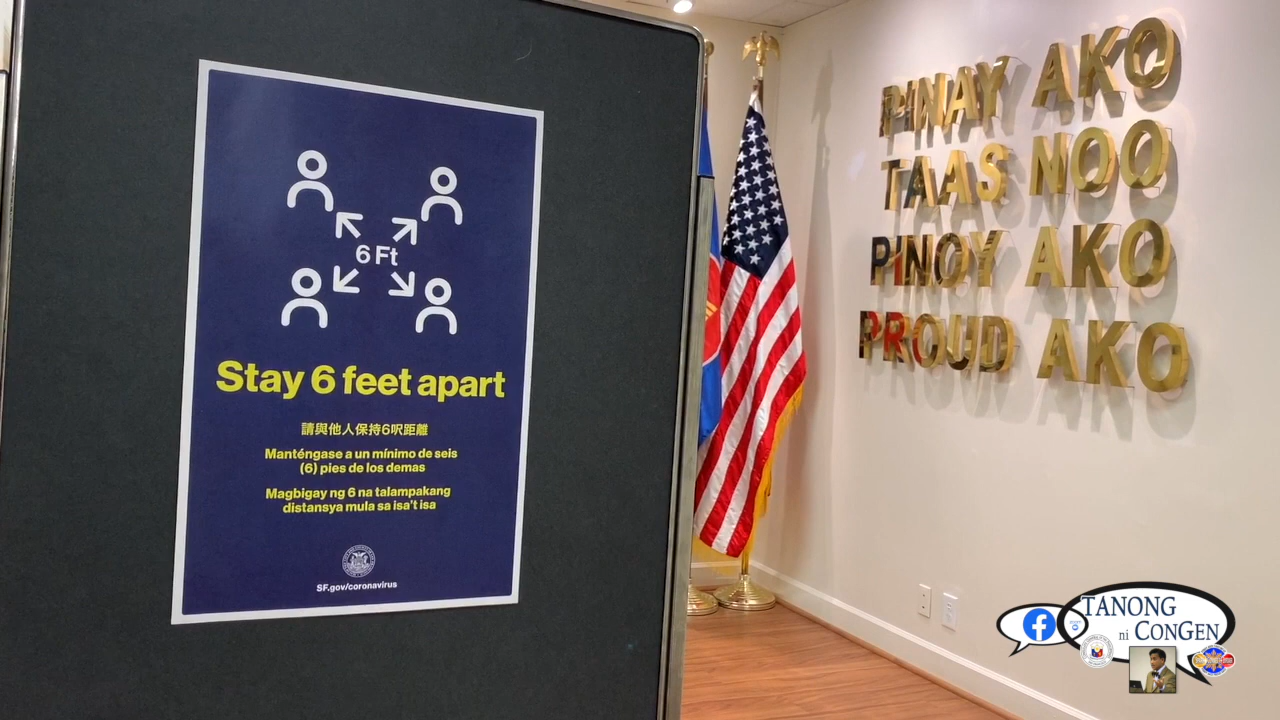 6 Ft
Stay 6 feet apart
請與他人保持6呎距離
Manténgase a un mínimo de seis
(6) pies de los demas
Magbigay ng 6 na talampakang
distansya mula sa isa't isa
SF.gov/coronavirus
PINAY AKO
TAAS NOO
PINOY AKO
PROUD AKO
TANONG
ni CONGEN